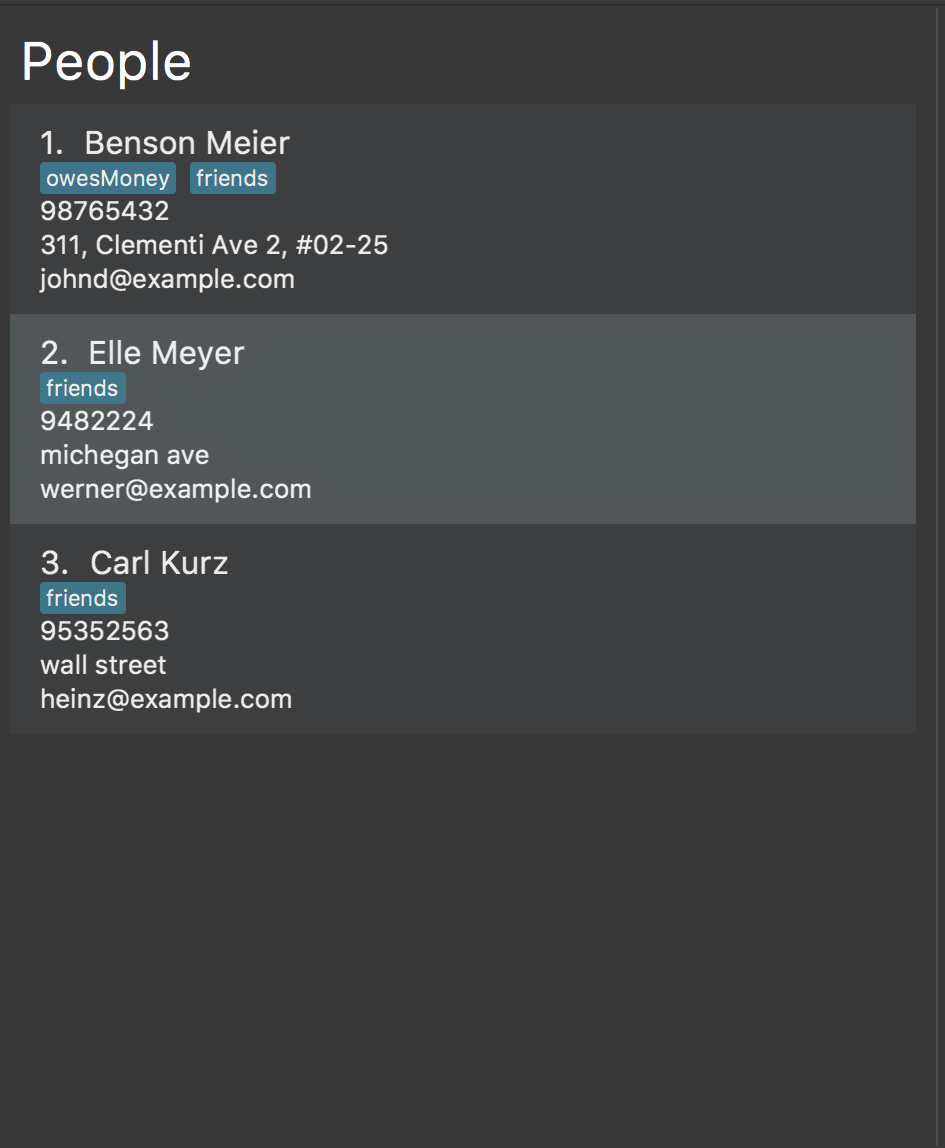 People
1. Benson Meier
owesMoney friends
98765432
311, Clementi Ave 2, #02-25
johnd@example.com
2. Elle Meyer
friends
9482224
michegan ave
werner@example.com
3. Carl Kurz
friends
95352563
wall street
heinz@example.com